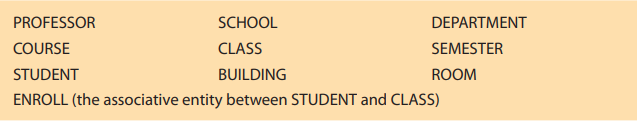 PROFESSOR SCHOOL DEPARTMENT
COURSE CLASS SEMESTER
STUDENT BUILDING ROOM
ENROLL (the associative entity between STUDENT and CLASS)